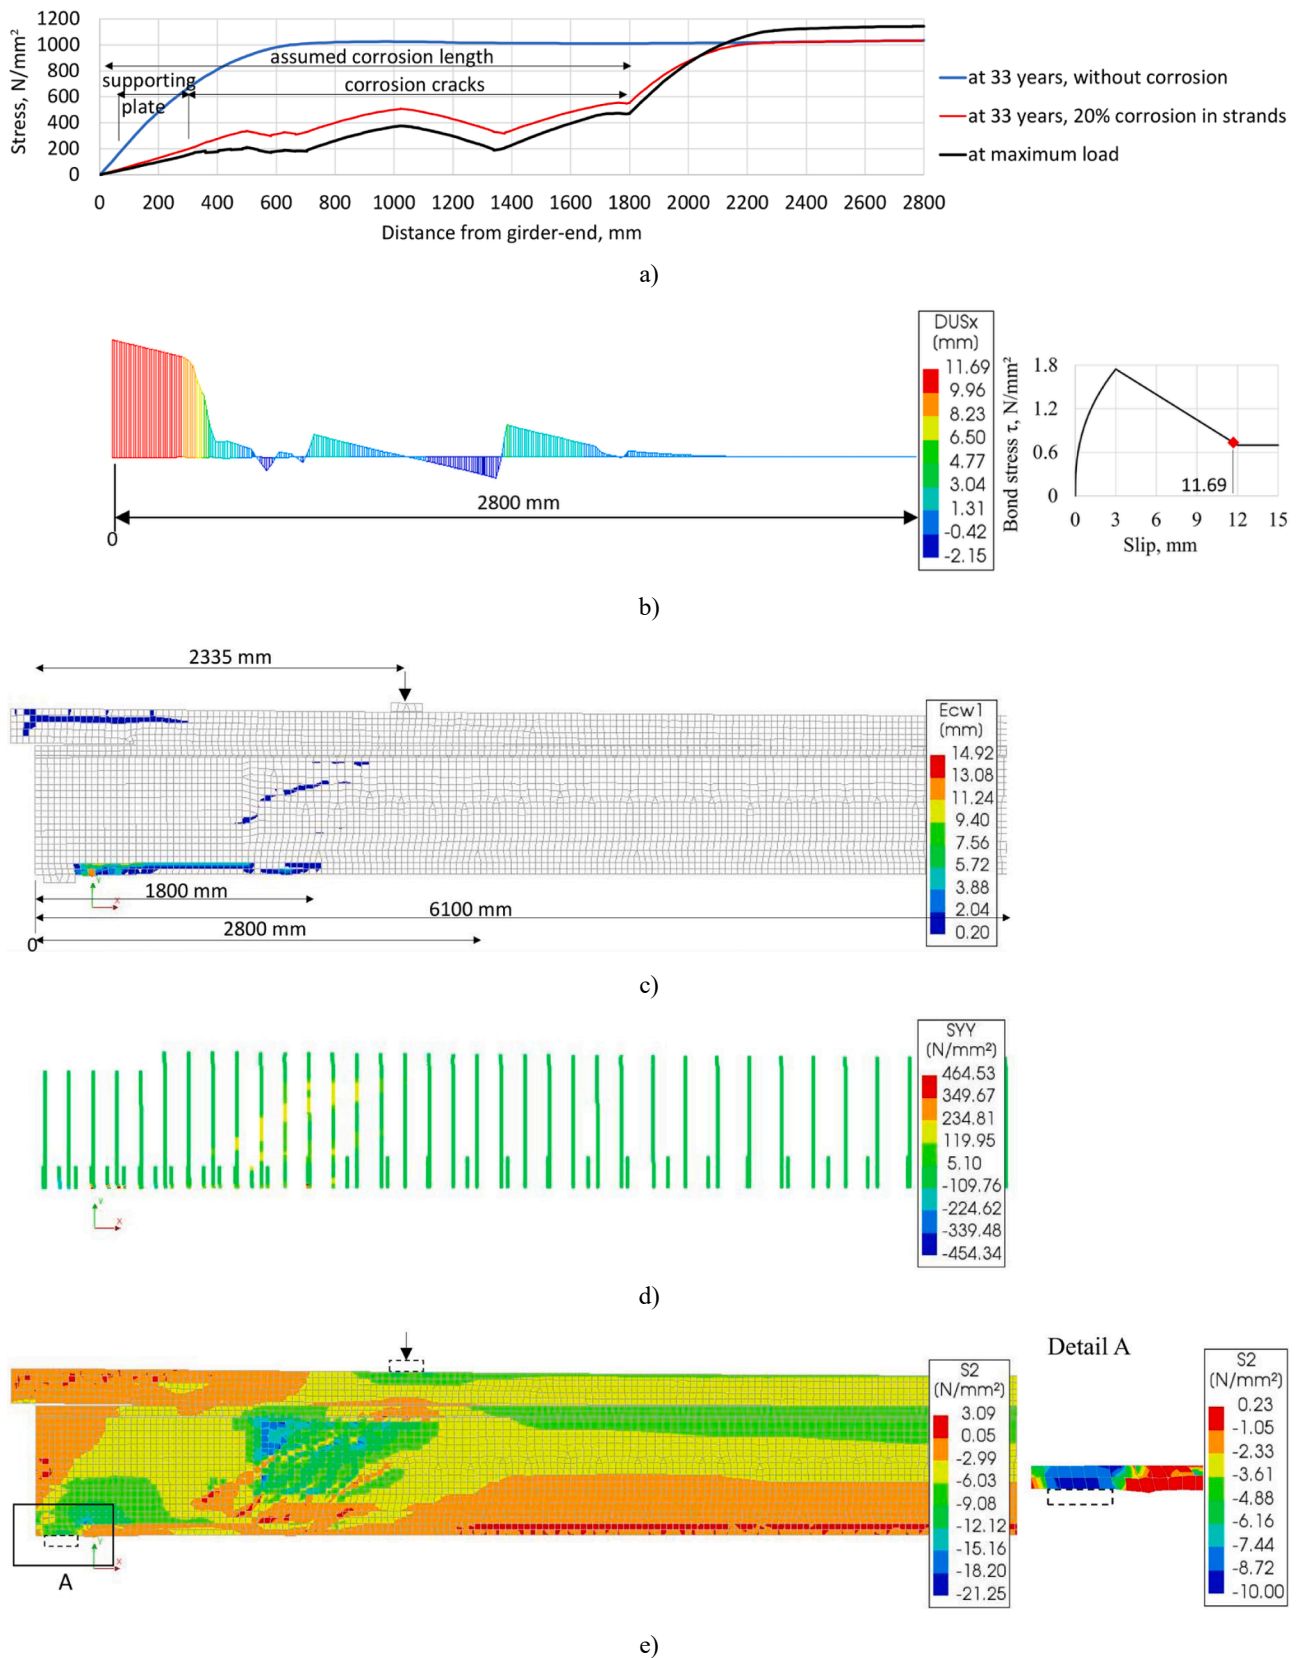 1200
1000
800
600
400
200
0
Stress, N/mm²
assumed corrosion length
supporting
plate
corrosion cracks
at 33 years, without corrosion
at 33 years, 20% corrosion in strands
at maximum load
0 200 400 600 800 1000 1200 1400 1600 1800 2000 2200 2400 2600 2800
Distance from girder-end, mm
a)
DUSx
(mm)
11.69
9.96
8.23
6.50
4.77
3.04
1.31
-0.42
-2.15
2800 mm
0
Bond stress τ, N/mm²
1.8
1.2
0.6
0
11.69
0 3 6 9 12 15
Slip, mm
b)
2335 mm
Ecw1
(mm)
14.92
13.08
11.24
9.40
7.56
5.72
3.88
2.04
0.20
Y
X
1800 mm
6100 mm
2800 mm
0
c)
SYY
(N/mm²)
464.53
349.67
234.81
119.95
5.10
-109.76
-224.62
-339.48
-454.34
Y
X
d)
Detail A
S2
(N/mm²)
3.09
0.05
-2.99
-6.03
-9.08
-12.12
-15.16
-18.20
-21.25
S2
(N/mm²)
0.23
-1.05
-2.33
-3.61
-4.88
-6.16
-7.44
-8.72
-10.00
Y
X
A
e)